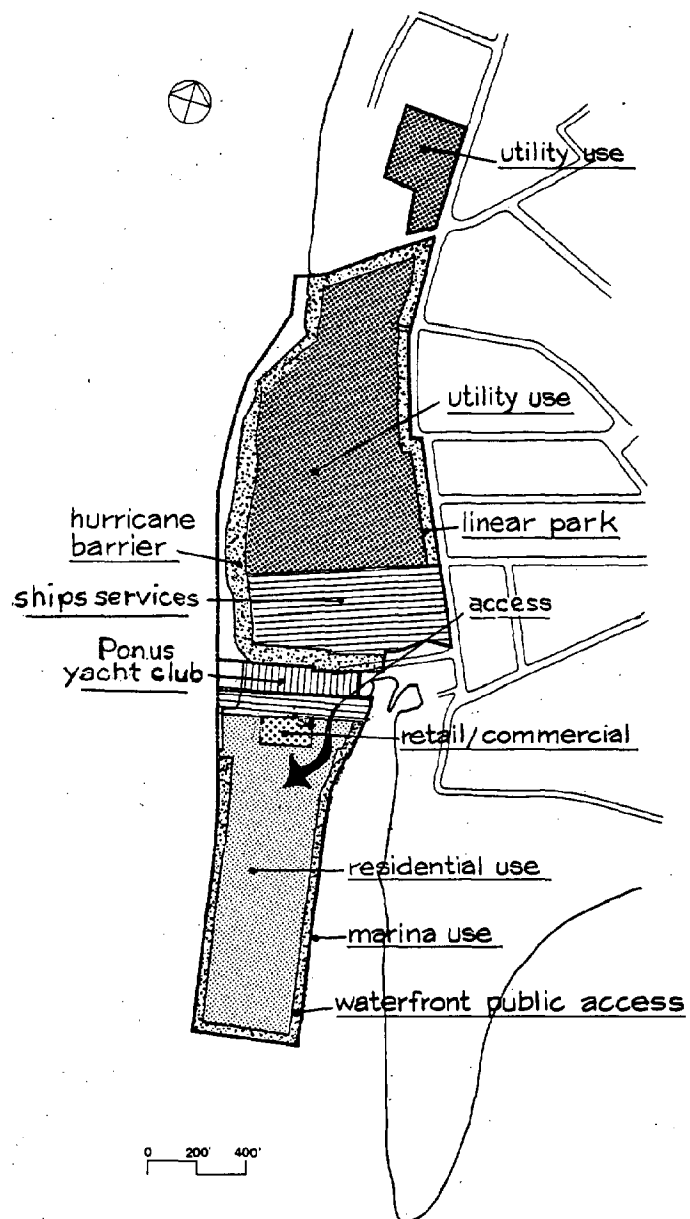 utility use
utility use
linear park
hurricane
barrier
ships services
access
Ponus
yacht club
retail/commercial
residential use
marina use
waterfront public access
0 200' 400'